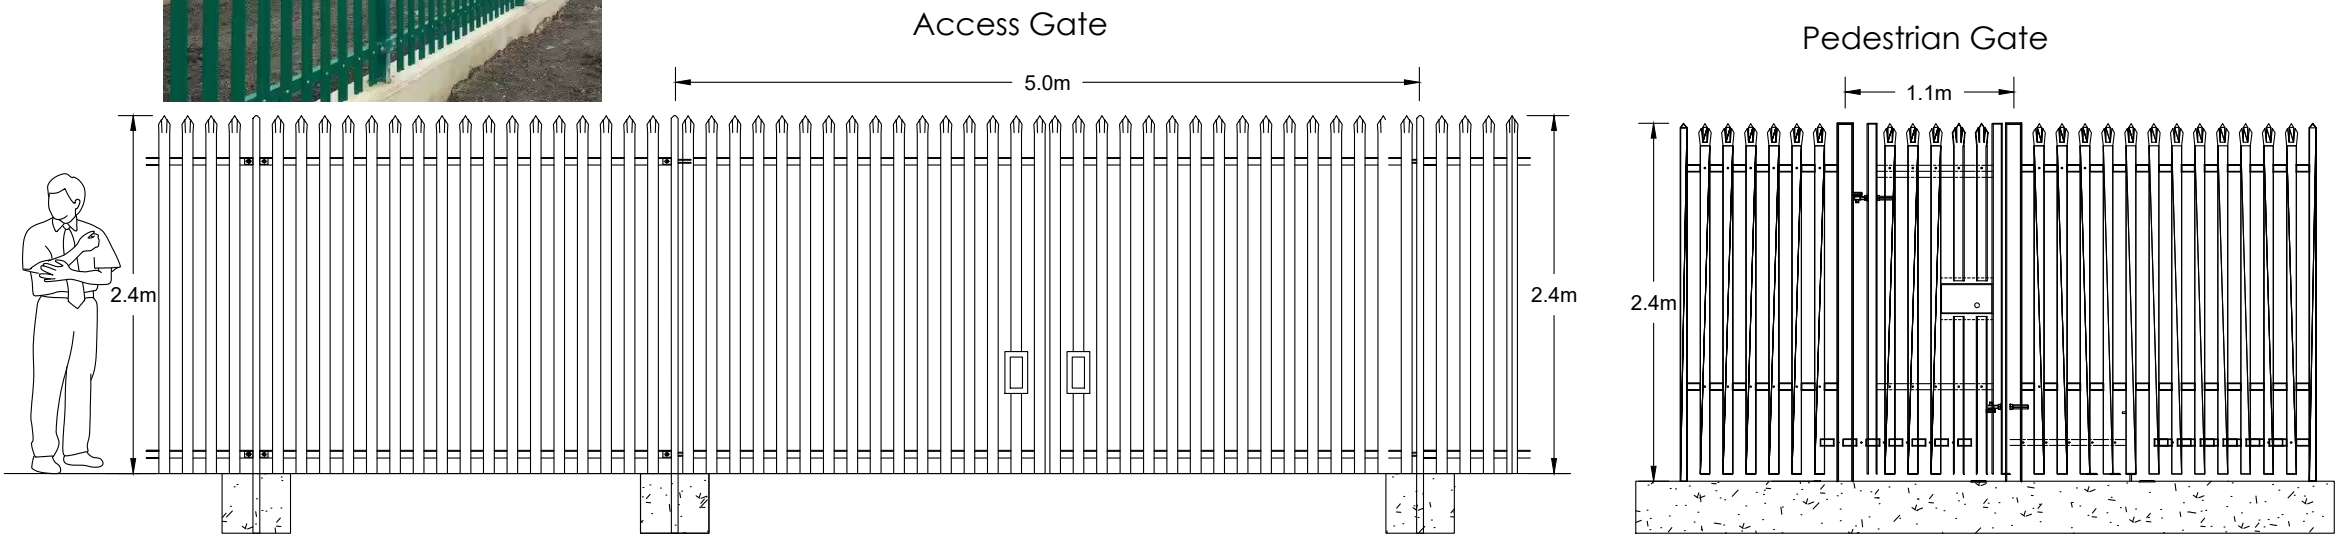 Access Gate
Pedestrian Gate
5.0m
1.1m
2.4m
2.4m
2.4m